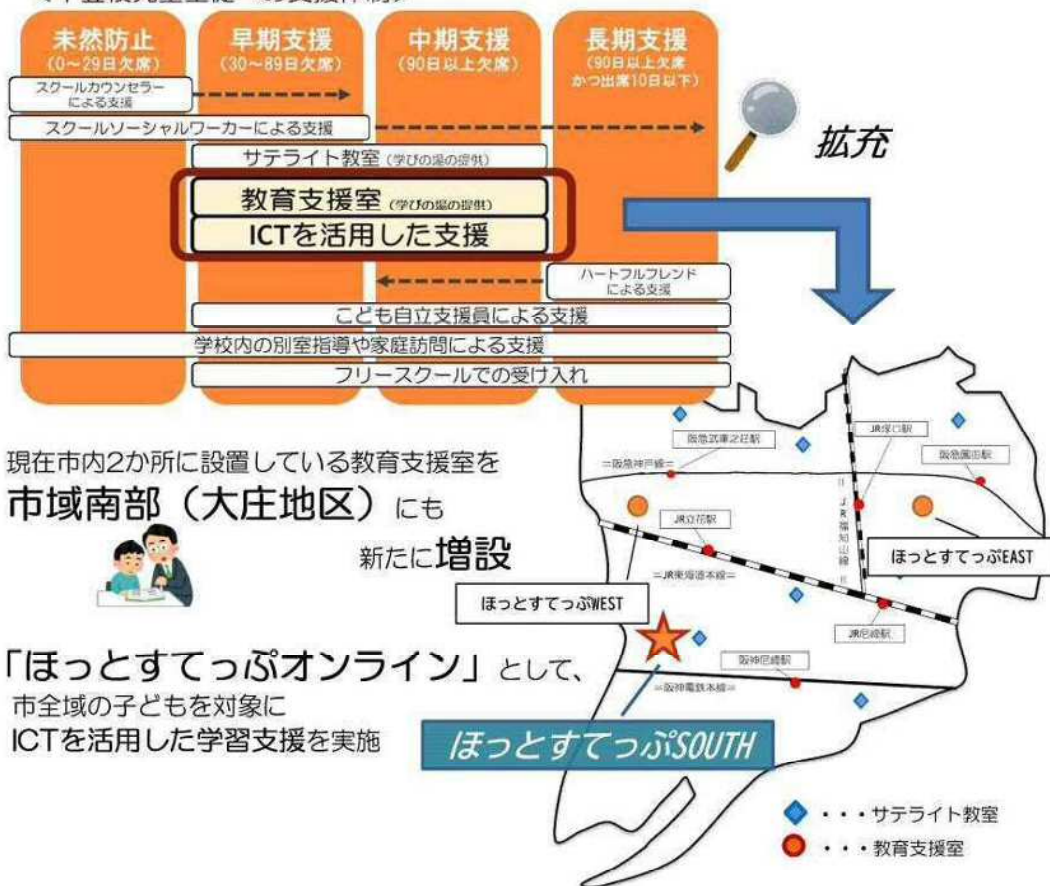 未然防止
(0～29日欠席)
早期支援
(30～89日欠席)
中期支援
(90日以上欠席)
長期支援
(90日以上欠席
かつ出席10日以下)
スクールカウンセラー
による支援
スクールソーシャルワーカーによる支援
サテライト教室 (学びの場の提供)
教育支援室 (学びの場の提供)
ICTを活用した支援
ハートフルフレンド
による支援
こども自立支援員による支援
学校内の別室指導や家庭訪問による支援
フリースクールでの受け入れ
拡充
現在市内2か所に設置している教育支援室を
市域南部（大庄地区）にも
新たに増設
「ほっとすてっぷオンライン」として、
市全域の子どもを対象に
ICTを活用した学習支援を実施
阪急武庫之荘駅
JR塚口駅
阪急園田駅
=阪急神戸線=
=JR福知山線=
JR立花駅
ほっとすてっぷEAST
=JR東海道本線=
ほっとすてっぷWEST
JR尼崎駅
阪神尼崎駅
=阪神電鉄本線=
ほっとすてっぷSOUTH
・・・サテライト教室
・・・教育支援室